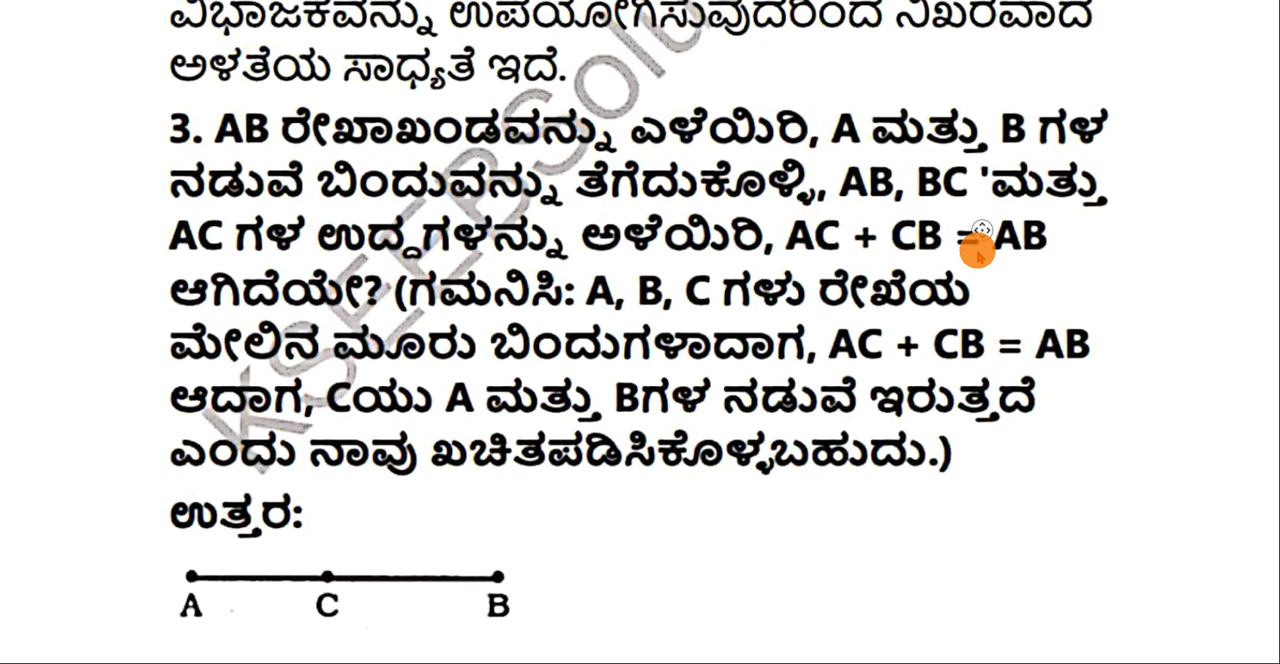 ವಿಭಾಜಕವನ್ನು ಉಪಯೋಗಿಸುವುದರಿಂದ ನಿಖರವಾದ
ಅಳತೆಯ ಸಾಧ್ಯತೆ ಇದೆ.
3. AB ರೇಖಾಖಂಡವನ್ನು ಎಳೆಯಿರಿ, A ಮತ್ತು B ಗಳ
ನಡುವೆ ಬಿಂದುವನ್ನು ತೆಗೆದುಕೊಳ್ಳಿ, AB, BC 'ಮತ್ತು
AC ಗಳ ಉದ್ದಗಳನ್ನು ಅಳೆಯಿರಿ, AC + CB = AB
ಆಗಿದೆಯೇ? (ಗಮನಿಸಿ: A, B, C ಗಳು ರೇಖೆಯ
ಮೇಲಿನ ಮೂರು ಬಿಂದುಗಳಾದಾಗ, AC + CB = AB
ಆದಾಗ, Cಯು A ಮತ್ತು Bಗಳ ನಡುವೆ ಇರುತ್ತದೆ
ಎಂದು ನಾವು ಖಚಿತಪಡಿಸಿಕೊಳ್ಳಬಹುದು.)
ಉತ್ತರ:
A C B
KSEEBSolu